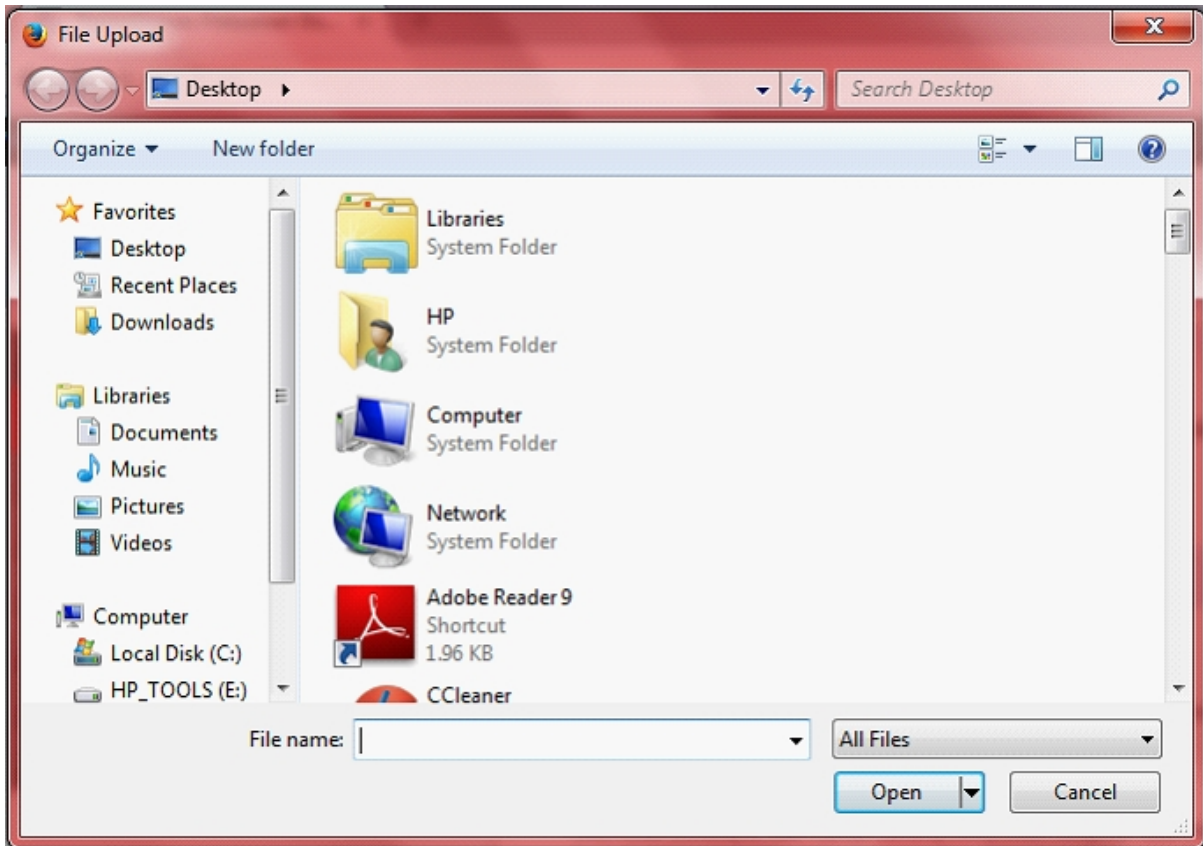 File Upload
Desktop
Search Desktop
Organize
New folder
Favorites
Desktop
Recent Places
Downloads
Libraries
Documents
Music
Pictures
Videos
Computer
Local Disk (C:)
HP_TOOLS (E:)
Libraries
System Folder
HP
System Folder
Computer
System Folder
Network
System Folder
Adobe Reader 9
Shortcut
1.96 KB
CCleaner
File name:
All Files
Open
Cancel